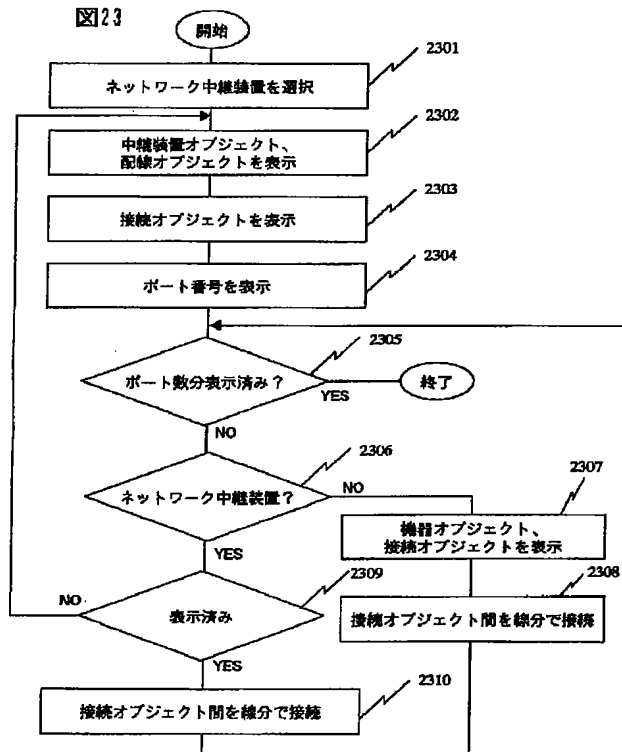 図23
開始
2301
ネットワーク中継装置を選択
2302
中継装置オブジェクト、
配線オブジェクトを表示
2303
接続オブジェクトを表示
2304
ポート番号を表示
2305
ポート数分表示済み?
YES
終了
NO
2306
ネットワーク中継装置?
NO
2307
機器オブジェクト、
接続オブジェクトを表示
YES
2308
接続オブジェクト間を線分で接続
2309
NO
表示済み
YES
2310
接続オブジェクト間を線分で接続